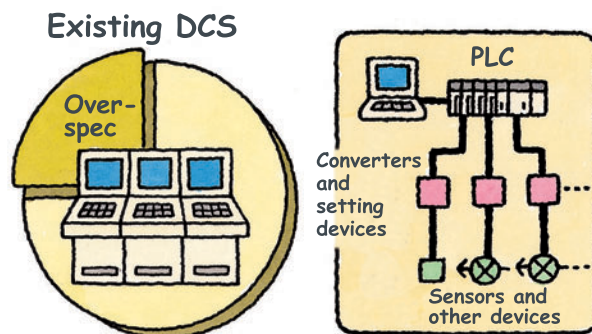 Existing DCS
Over-
spec
PLC
Converters
and
setting
devices
Sensors and
other devices